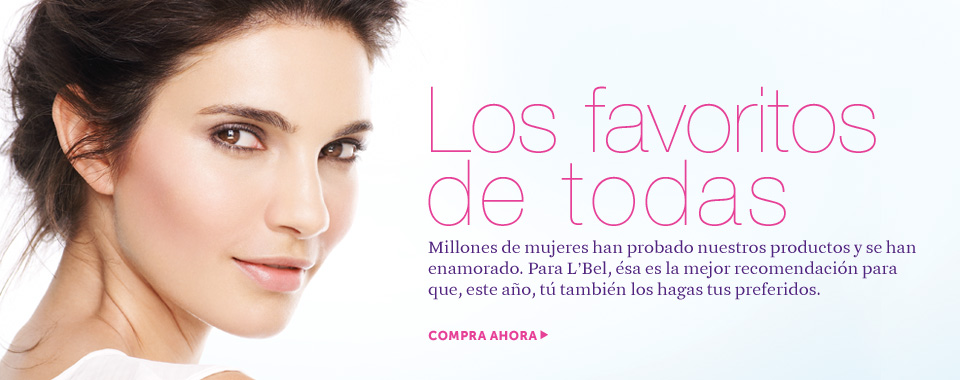 Los favoritos
de todas
Millones de mujeres han probado nuestros productos y se han
enamorado. Para L’Bel, ésa es la mejor recomendación para
que, este año, tú también los hagas tus preferidos.
COMPRA AHORA ▶